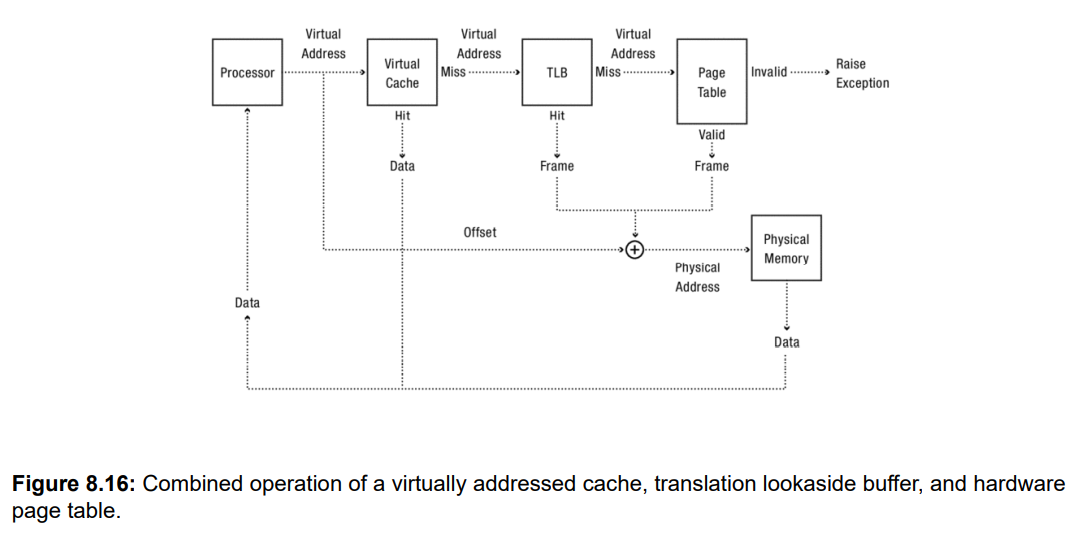 Virtual
Address
Virtual
Address
Virtual
Address
Processor
Virtual
Cache
Miss
TLB
Miss
Page
Table
Invalid
Raise
Exception
Hit
Hit
Valid
Data
Frame
Frame
Offset
Physical
Memory
Physical
Address
Data
Data
Figure 8.16: Combined operation of a virtually addressed cache, translation lookaside buffer, and hardware
page table.